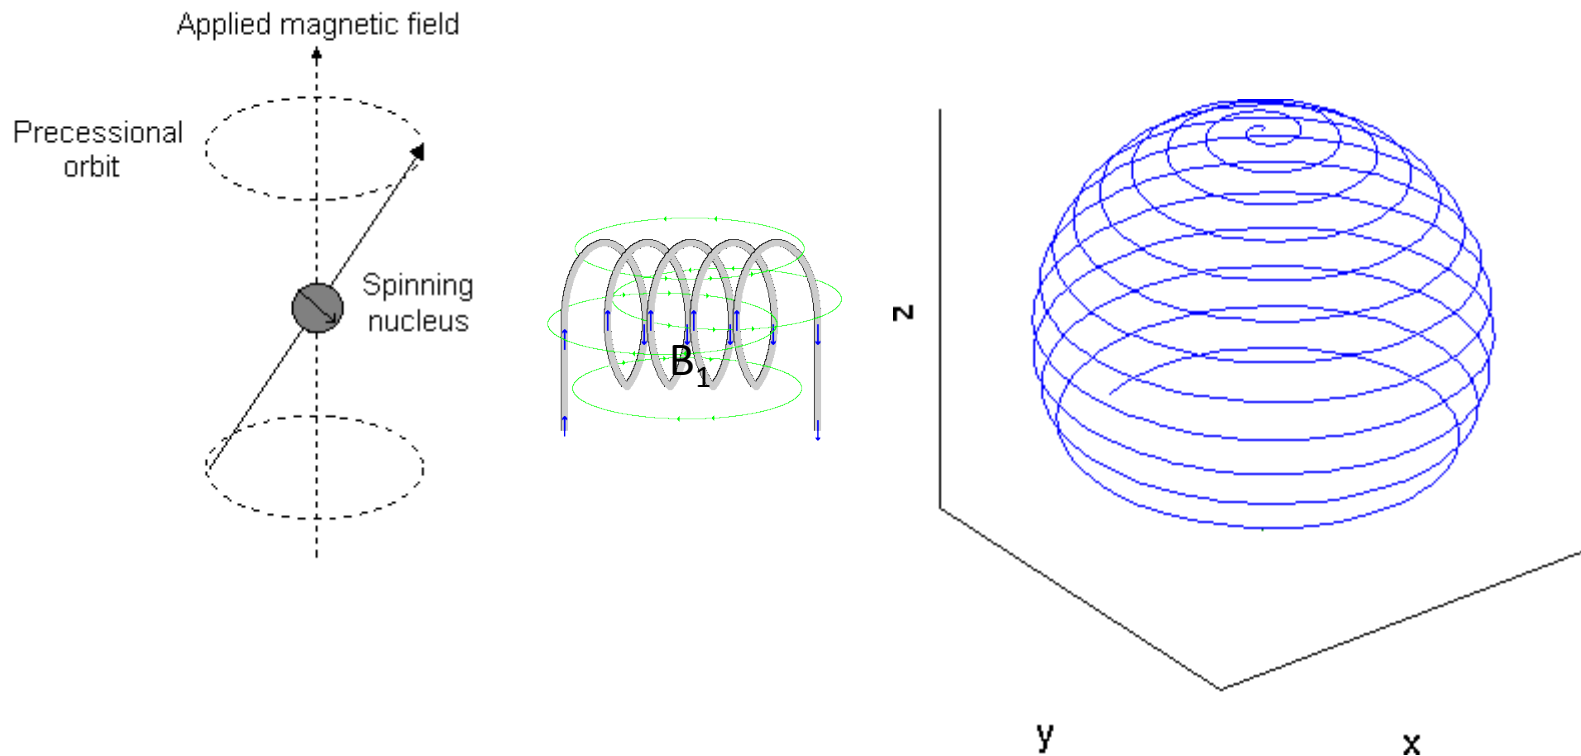 Applied magnetic field
Precessional
orbit
Spinning
nucleus
B1
z
y
x